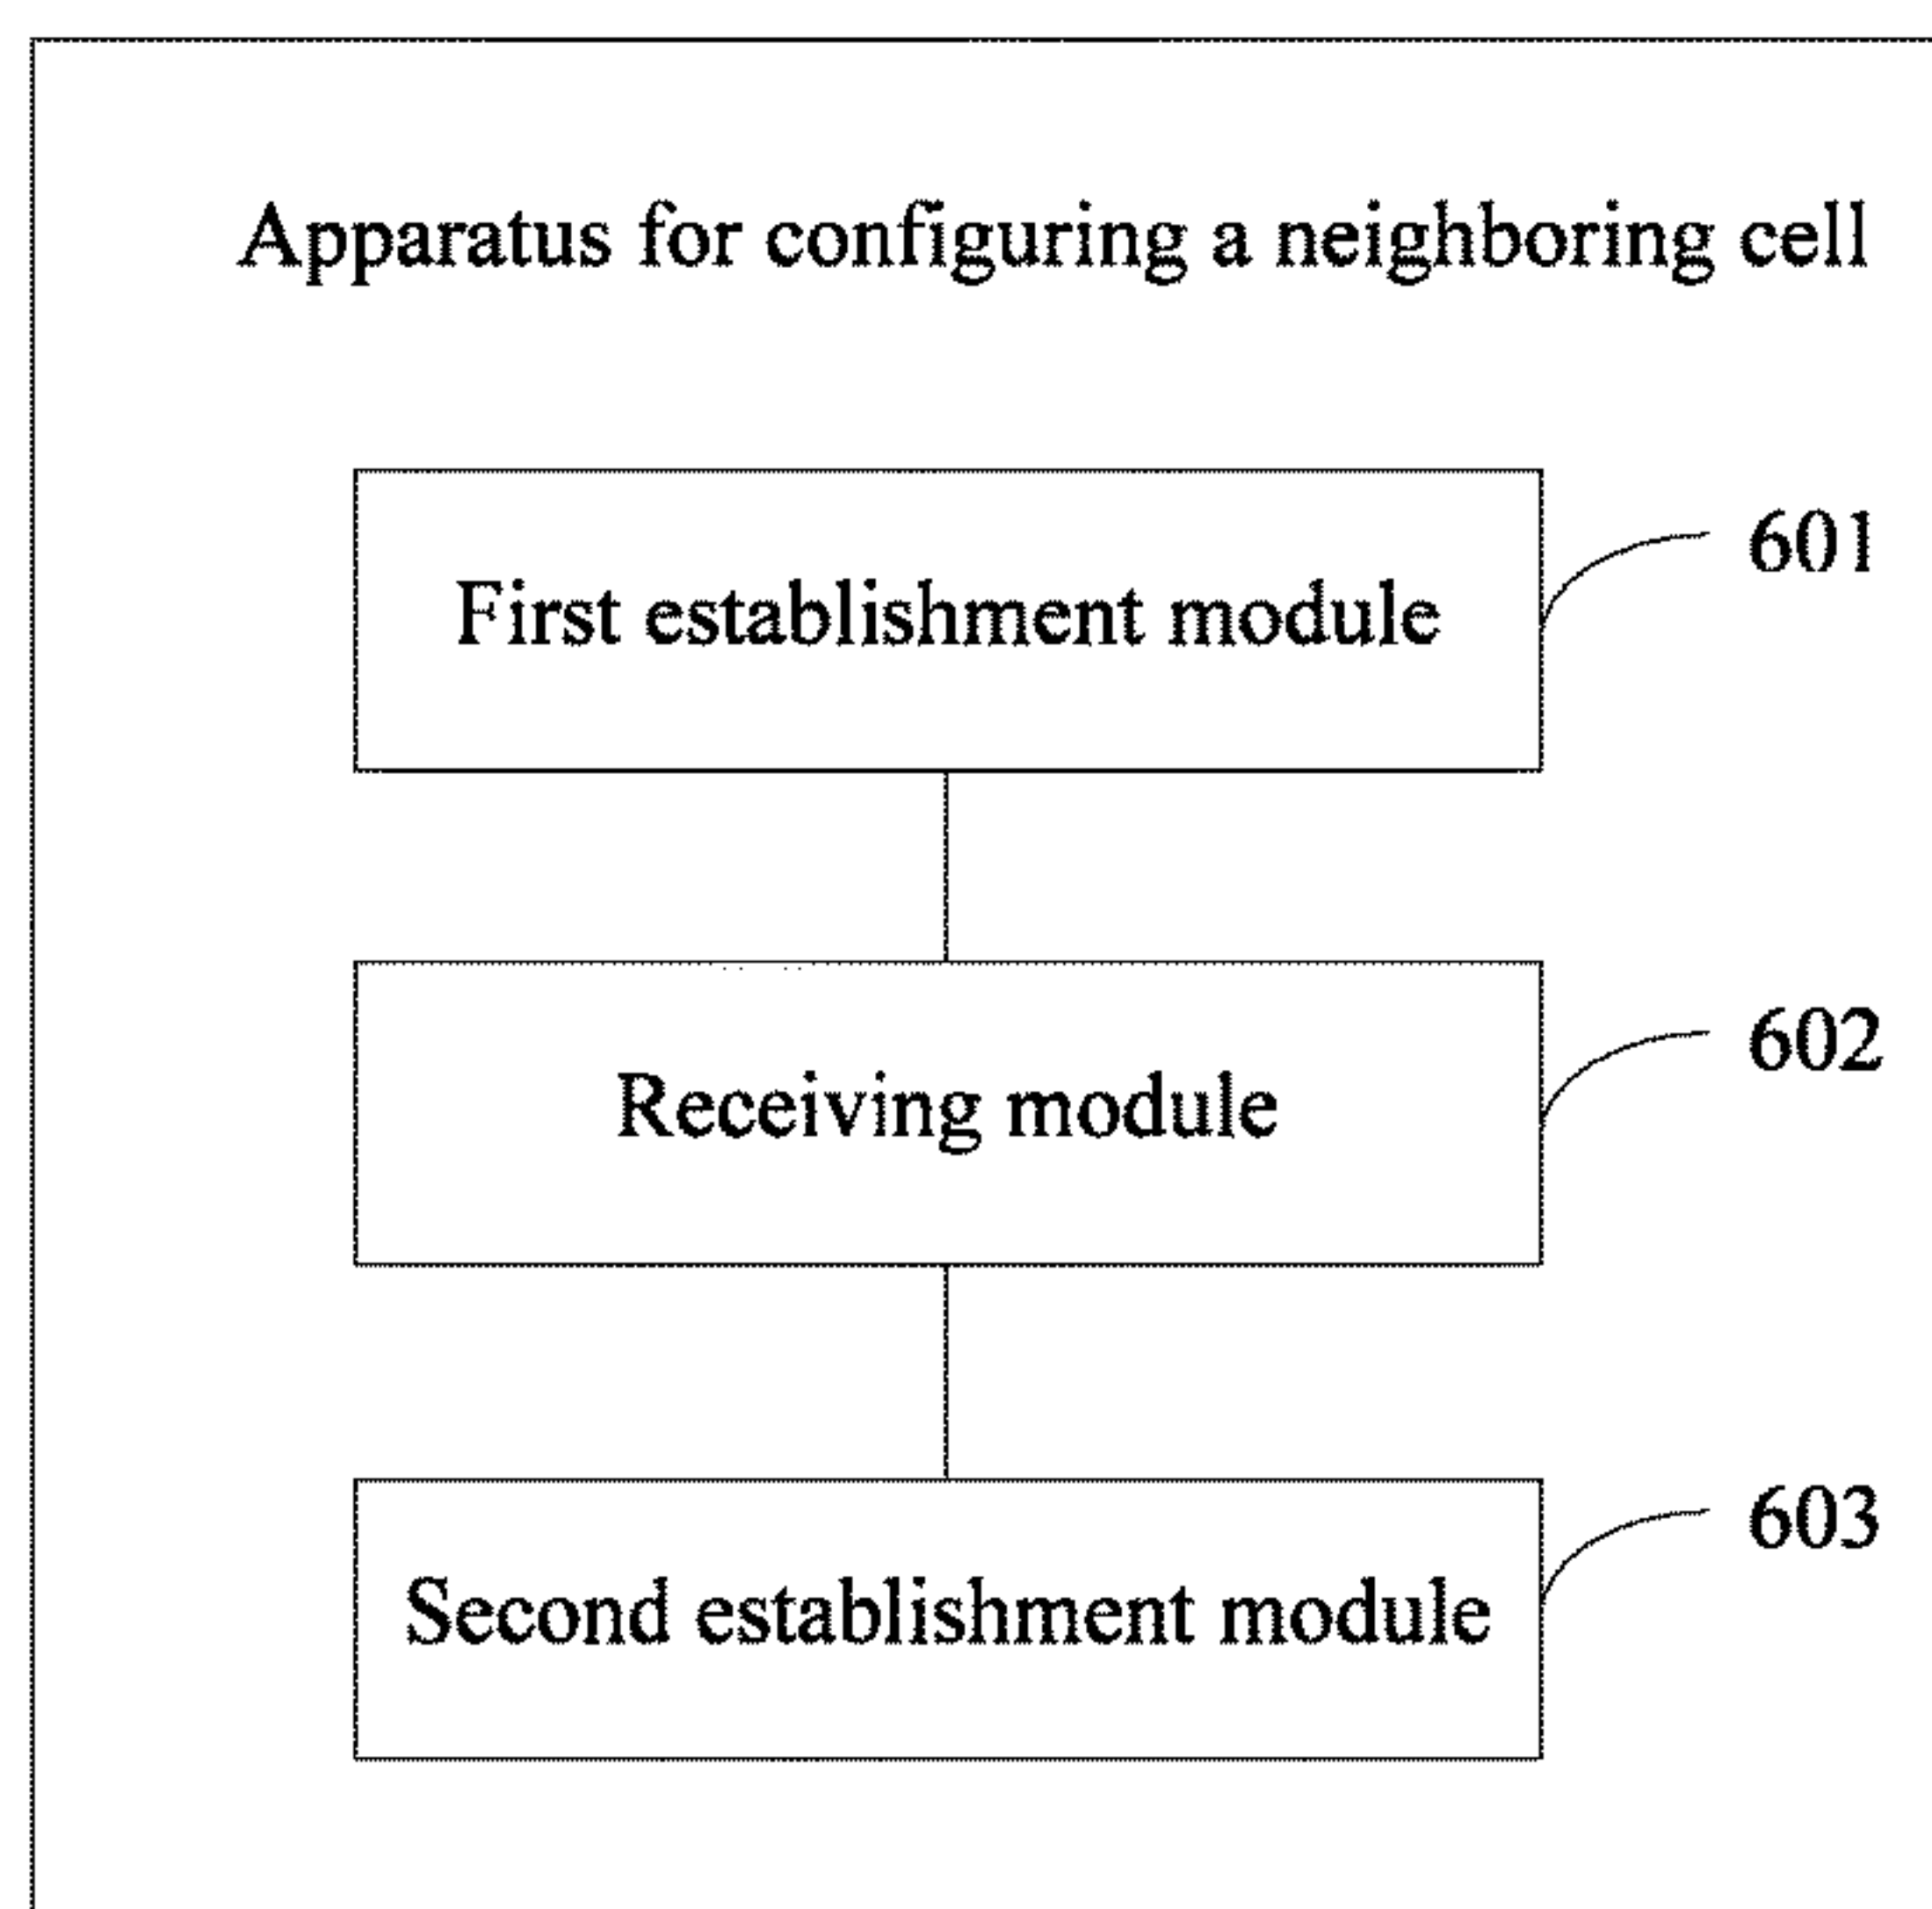 Apparatus for configuring a neighboring cell
First establishment module
601
Receiving module
602
Second establishment module
603